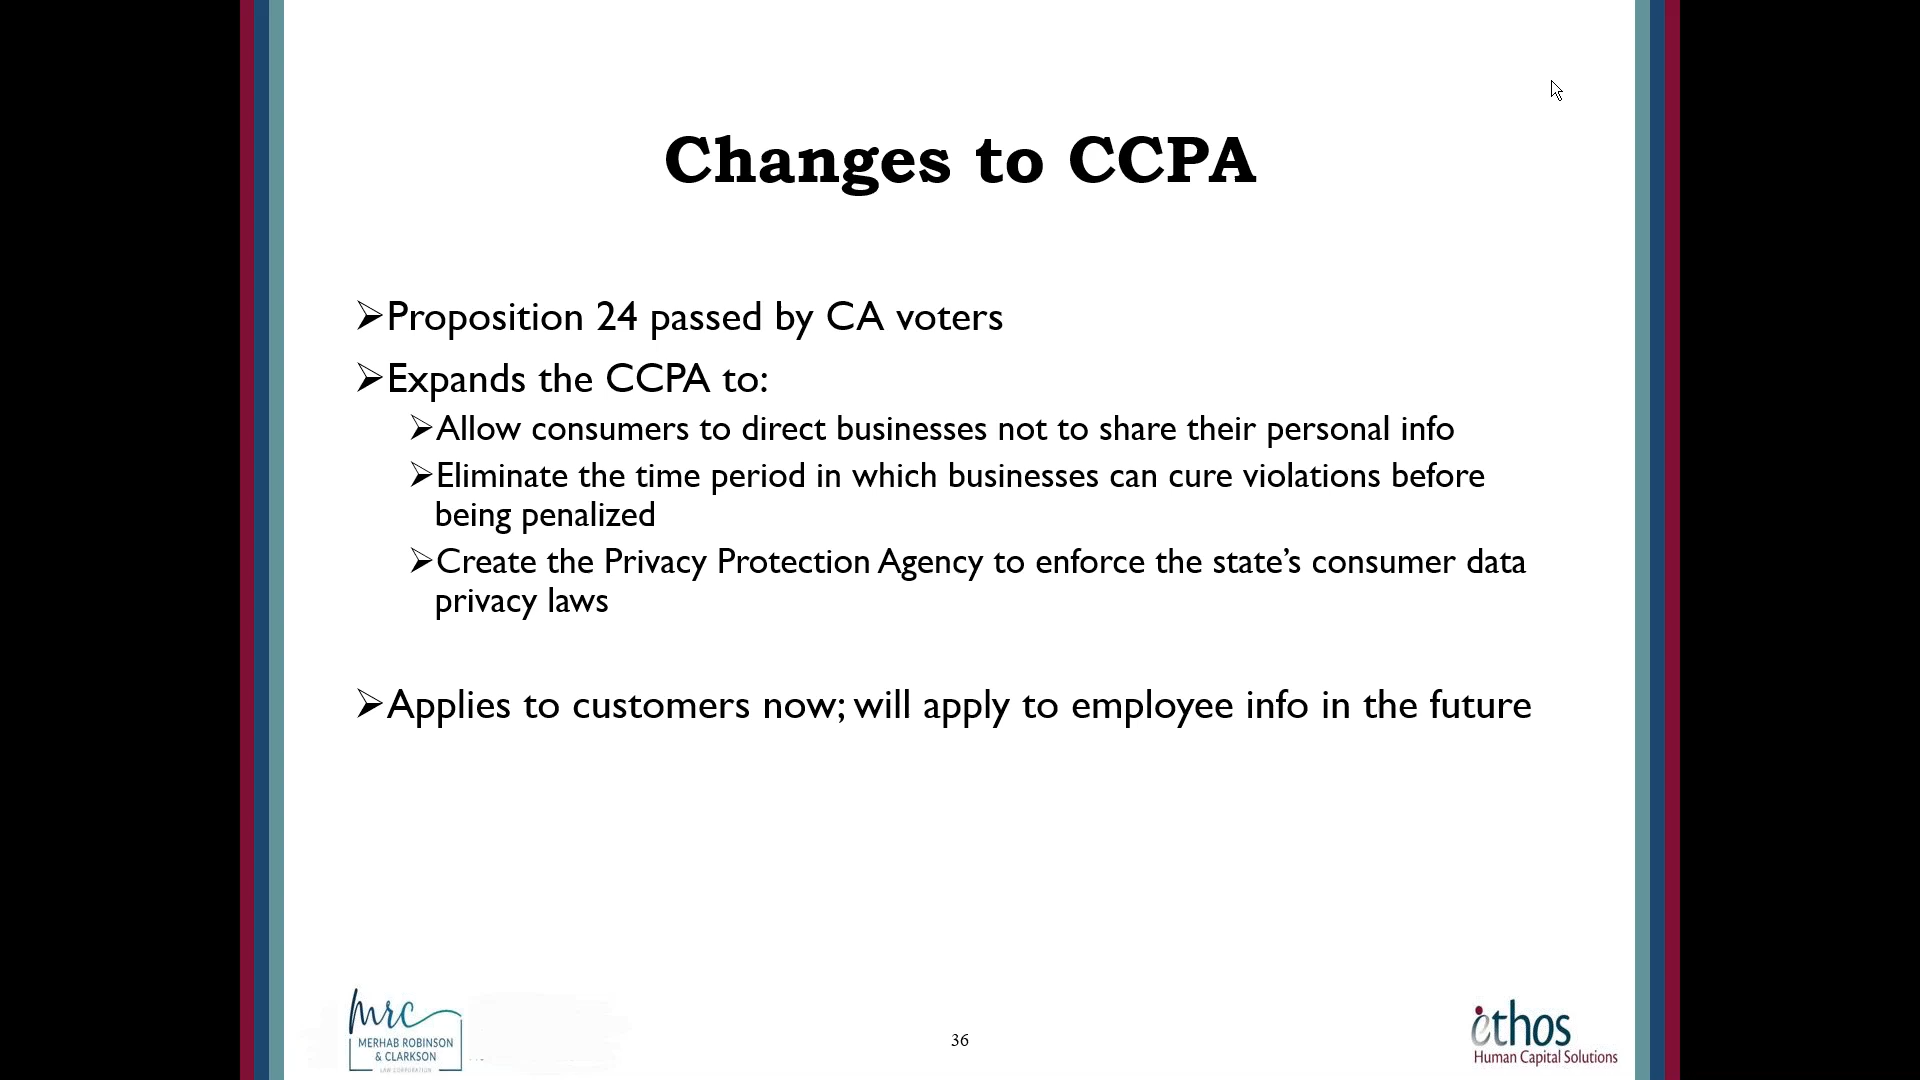 Changes to CCPA
➢Proposition 24 passed by CA voters
➢Expands the CCPA to:
➢Allow consumers to direct businesses not to share their personal info
➢Eliminate the time period in which businesses can cure violations before
being penalized
➢Create the Privacy Protection Agency to enforce the state’s consumer data
privacy laws
➢Applies to customers now; will apply to employee info in the future
mrc
MERHAB ROBINSON
& CLARKSON
LAW CORPORATION
36
ethos
Human Capital Solutions